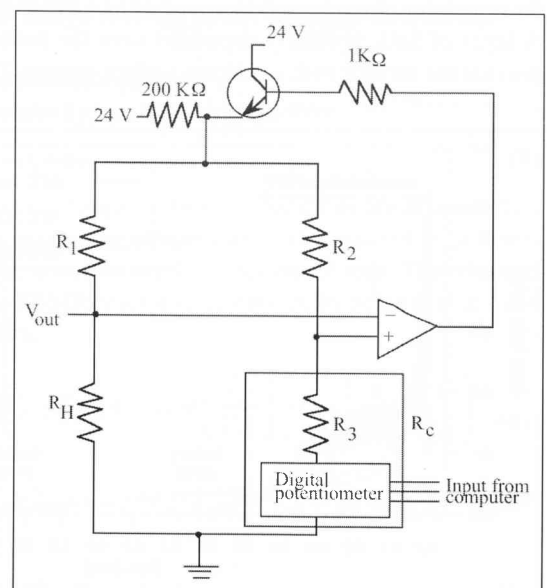 24 V
1KΩ
200 KΩ
24 V
R1
R2
Vout
−
+
RH
R3
Rc
Digital
potentiometer
Input from
computer